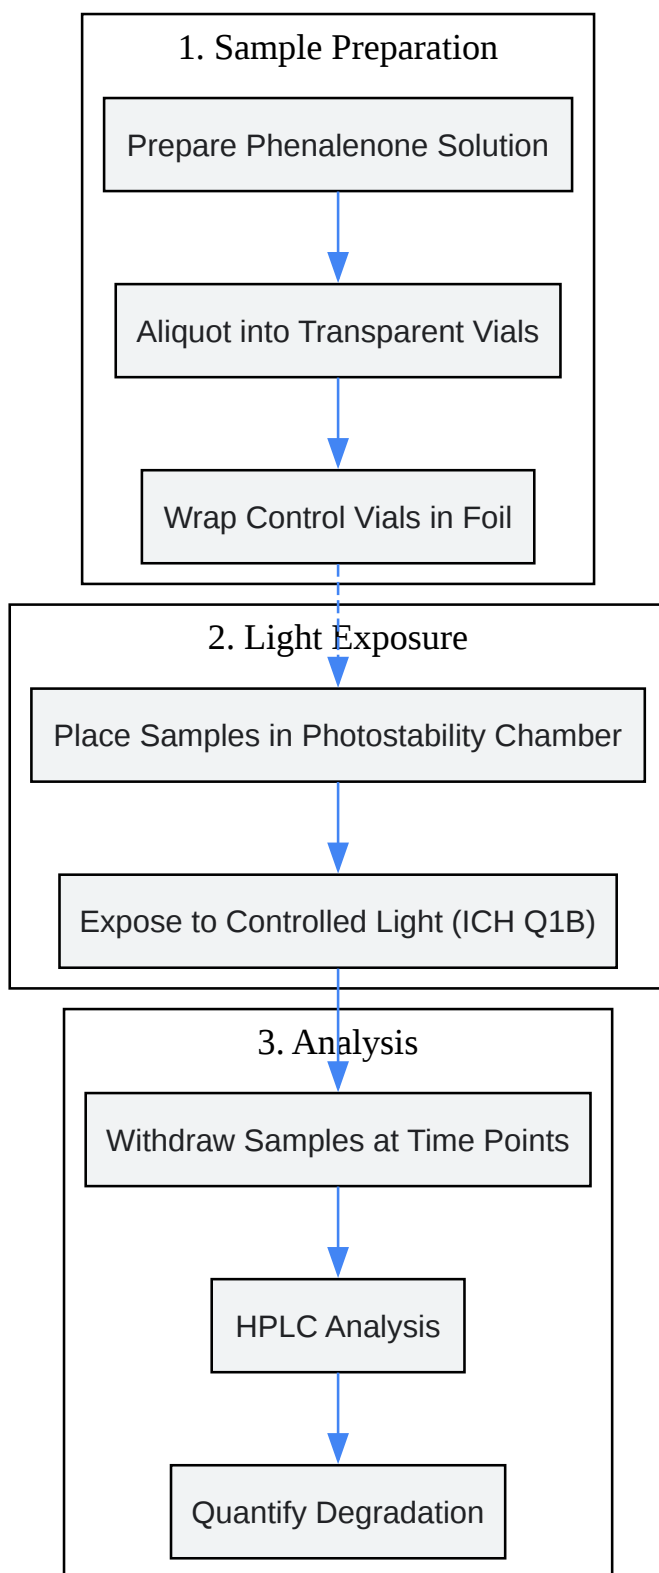 1. Sample Preparation
Prepare Phenalenone Solution
Aliquot into Transparent Vials
Wrap Control Vials in Foil
2. Light Exposure
Place Samples in Photostability Chamber
Expose to Controlled Light (ICH Q1B)
3. Analysis
Withdraw Samples at Time Points
HPLC Analysis
Quantify Degradation